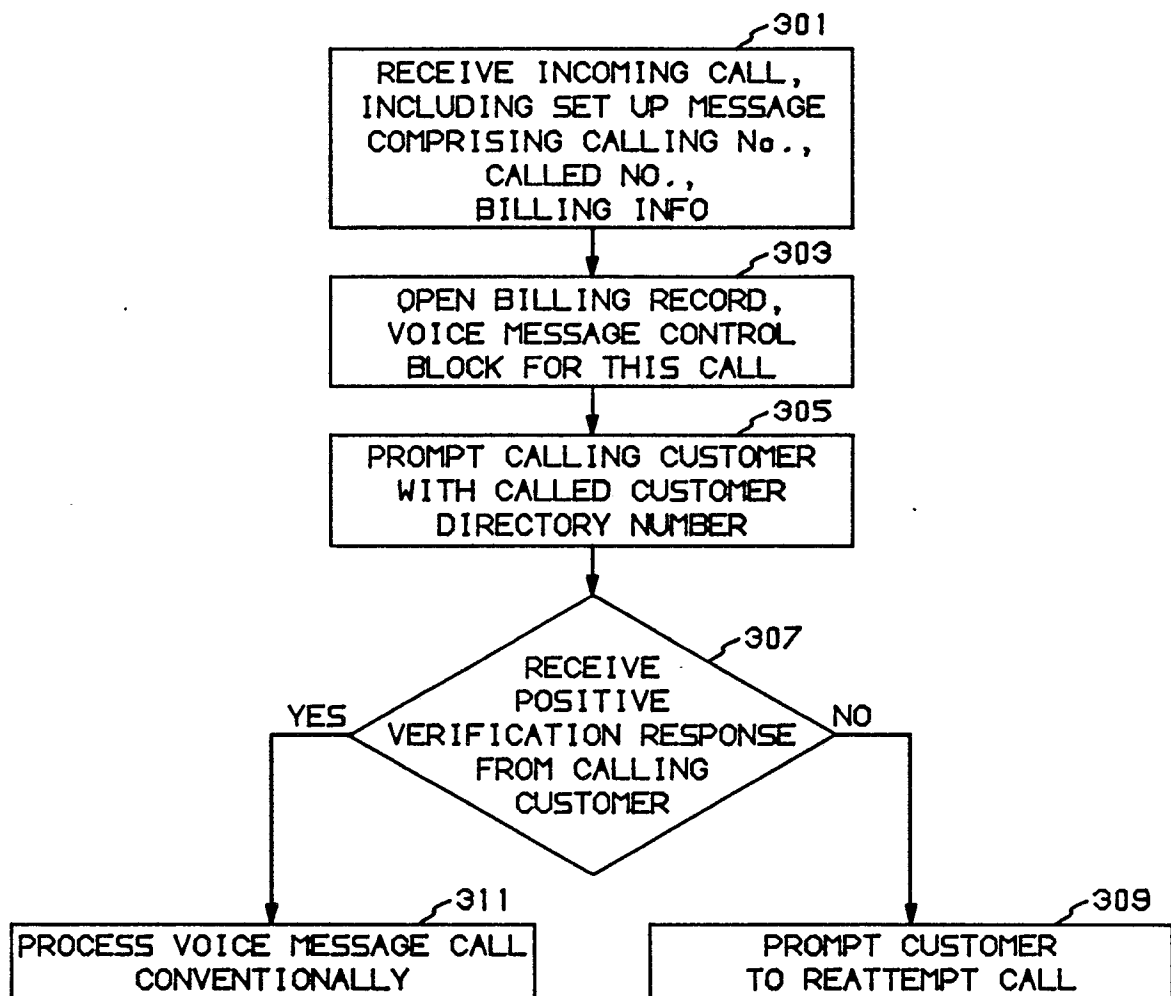 301
RECEIVE INCOMING CALL,
INCLUDING SET UP MESSAGE
COMPRISING CALLING No.,
CALLED NO.,
BILLING INFO
303
OPEN BILLING RECORD,
VOICE MESSAGE CONTROL
BLOCK FOR THIS CALL
305
PROMPT CALLING CUSTOMER
WITH CALLED CUSTOMER
DIRECTORY NUMBER
307
RECEIVE
POSITIVE
VERIFICATION RESPONSE
FROM CALLING
CUSTOMER
YES
NO
311
PROCESS VOICE MESSAGE CALL
CONVENTIONALLY
309
PROMPT CUSTOMER
TO REATTEMPT CALL